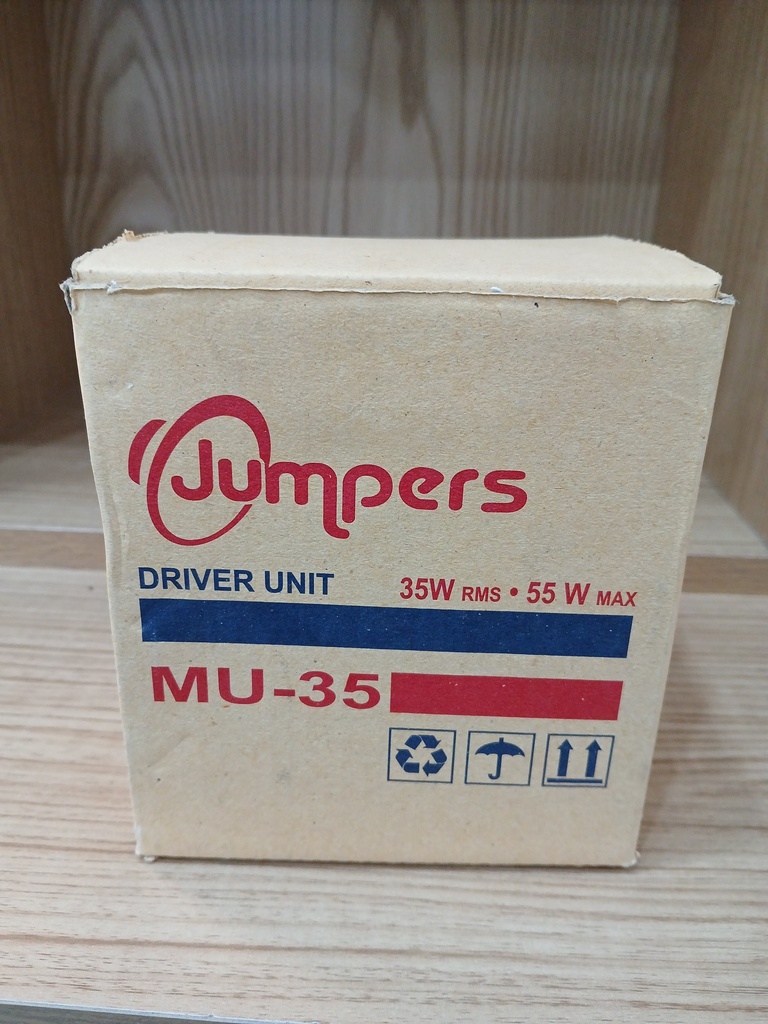 Jumpers
DRIVER UNIT
35W RMS • 55 W MAX
MU-35